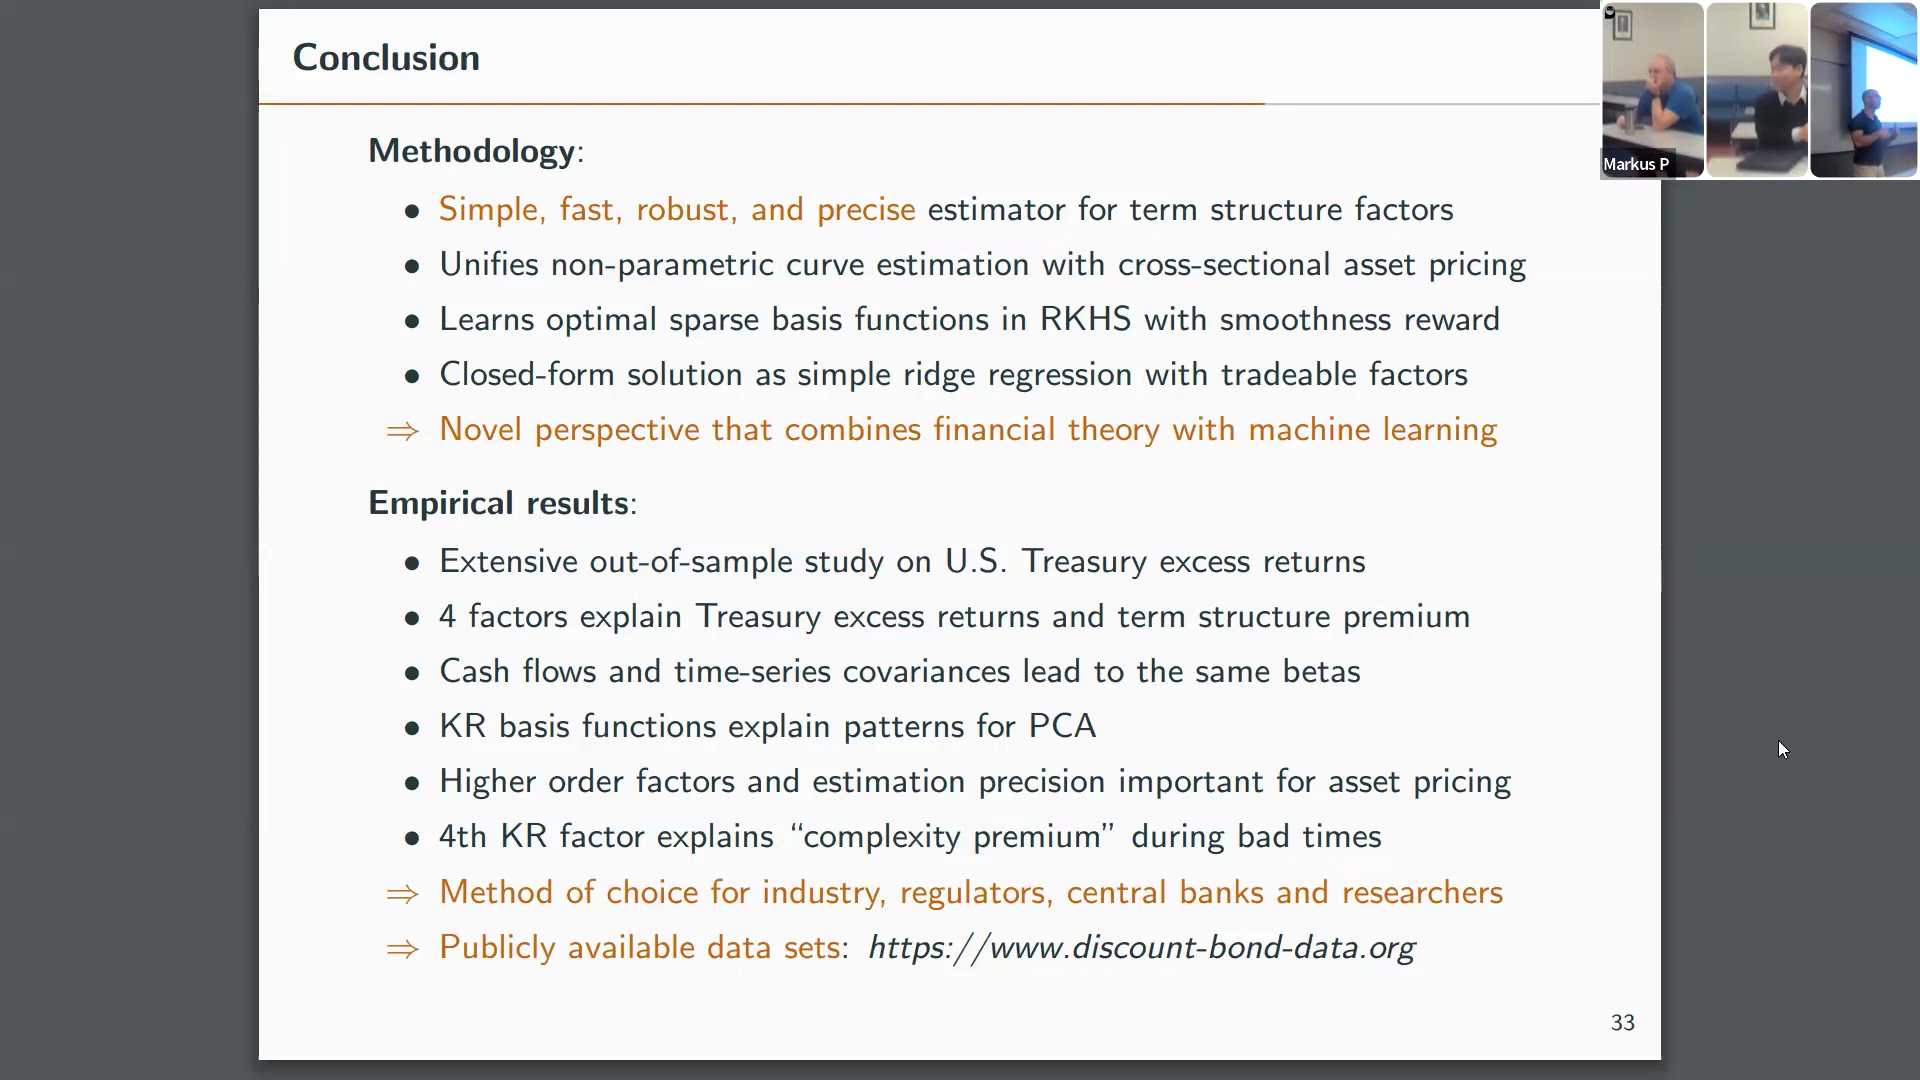 Conclusion
Markus P
Methodology:
• Simple, fast, robust, and precise estimator for term structure factors
• Unifies non-parametric curve estimation with cross-sectional asset pricing
• Learns optimal sparse basis functions in RKHS with smoothness reward
• Closed-form solution as simple ridge regression with tradeable factors
⇒ Novel perspective that combines financial theory with machine learning
Empirical results:
• Extensive out-of-sample study on U.S. Treasury excess returns
• 4 factors explain Treasury excess returns and term structure premium
• Cash flows and time-series covariances lead to the same betas
• KR basis functions explain patterns for PCA
• Higher order factors and estimation precision important for asset pricing
• 4th KR factor explains “complexity premium” during bad times
⇒ Method of choice for industry, regulators, central banks and researchers
⇒ Publicly available data sets: https://www.discount-bond-data.org
33